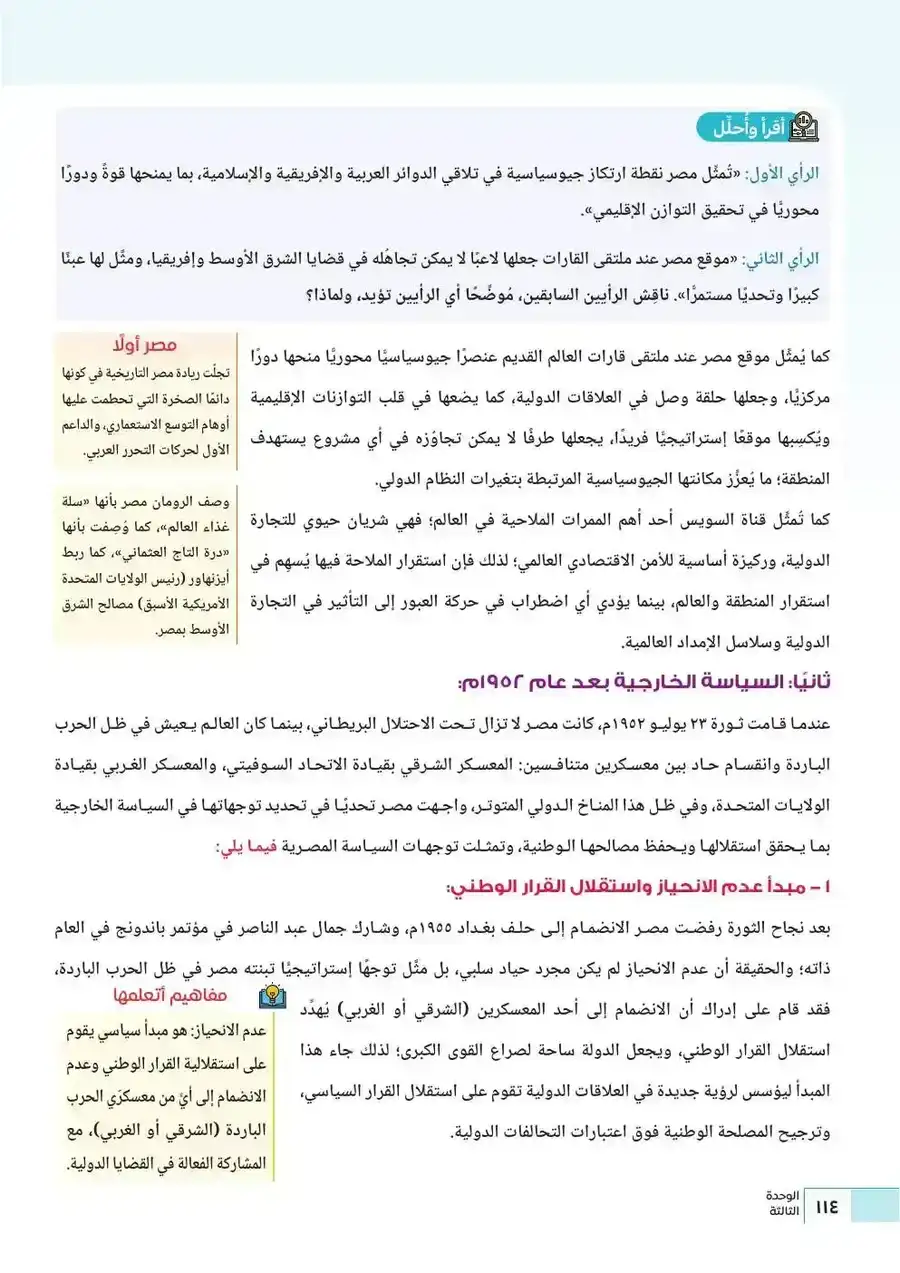 أقرأ وأحلِّل
الرأي الأول: «تُمثِّل مصر نقطة ارتكاز جيوسياسية في تلاقي الدوائر العربية والإفريقية والإسلامية، بما يمنحها قوةً ودورًا
محوريًّا في تحقيق التوازن الإقليمي».
الرأي الثاني: «موقع مصر عند ملتقى القارات جعلها لاعبًا لا يمكن تجاهُله في قضايا الشرق الأوسط وإفريقيا، ومثَّل لها عبئًا
كبيرًا وتحديًا مستمرًّا». ناقِش الرأيين السابقين، مُوضِّحًا أي الرأيين تؤيد، ولماذا؟
كما يُمثِّل موقع مصر عند ملتقى قارات العالم القديم عنصرًا جيوسياسيًّا محوريًّا منحها دورًا
مركزيًّا، وجعلها حلقة وصل في العلاقات الدولية، كما يضعها في قلب التوازنات الإقليمية
ويُكسِبها موقعًا إستراتيجيًّا فريدًا، يجعلها طرفًا لا يمكن تجاوُزه في أي مشروع يستهدف
المنطقة؛ ما يُعزِّز مكانتها الجيوسياسية المرتبطة بتغيرات النظام الدولي.
كما تُمثِّل قناة السويس أحد أهم الممرات الملاحية في العالم؛ فهي شريان حيوي للتجارة
الدولية، وركيزة أساسية للأمن الاقتصادي العالمي؛ لذلك فإن استقرار الملاحة فيها يُسهِم في
استقرار المنطقة والعالم، بينما يؤدي أي اضطراب في حركة العبور إلى التأثير في التجارة
الدولية وسلاسل الإمداد العالمية.
مصر أولًا
تجلَّت ريادة مصر التاريخية في كونها
دائمًا الصخرة التي تحطمت عليها
أوهام التوسع الاستعماري، والداعم
الأول لحركات التحرر العربي.
وصف الرومان مصر بأنها «سلة
غذاء العالم»، كما وُصِفت بأنها
«درة التاج العثماني»، كما ربط
أيزنهاور (رئيس الولايات المتحدة
الأمريكية الأسبق) مصالح الشرق
الأوسط بمصر.
ثانيًا: السياسة الخارجية بعد عام ١٩٥٢م:
عندما قامت ثورة ٢٣ يوليو ١٩٥٢م، كانت مصر لا تزال تحت الاحتلال البريطاني، بينما كان العالم يعيش في ظل الحرب
الباردة وانقسام حاد بين معسكرين متنافسين: المعسكر الشرقي بقيادة الاتحاد السوفيتي، والمعسكر الغربي بقيادة
الولايات المتحدة، وفي ظل هذا المناخ الدولي المتوتر، واجهت مصر تحديًا في تحديد توجهاتها في السياسة الخارجية
بما يحقق استقلالها ويحفظ مصالحها الوطنية، وتمثلت توجهات السياسة المصرية فيما يلي:
١ – مبدأ عدم الانحياز واستقلال القرار الوطني:
بعد نجاح الثورة رفضت مصر الانضمام إلى حلف بغداد ١٩٥٥م، وشارك جمال عبد الناصر في مؤتمر باندونج في العام
ذاته؛ والحقيقة أن عدم الانحياز لم يكن مجرد حياد سلبي، بل مثَّل توجهًا إستراتيجيًّا تبنته مصر في ظل الحرب الباردة،
فقد قام على إدراك أن الانضمام إلى أحد المعسكرين (الشرقي أو الغربي) يُهدِّد
استقلال القرار الوطني، ويجعل الدولة ساحة لصراع القوى الكبرى؛ لذلك جاء هذا
المبدأ ليؤسس لرؤية جديدة في العلاقات الدولية تقوم على استقلال القرار السياسي،
وترجيح المصلحة الوطنية فوق اعتبارات التحالفات الدولية.
مفاهيم أتعلمها
عدم الانحياز: هو مبدأ سياسي يقوم
على استقلالية القرار الوطني وعدم
الانضمام إلى أيٍّ من معسكرَي الحرب
الباردة (الشرقي أو الغربي)، مع
المشاركة الفعالة في القضايا الدولية.
الوحدة
الثالثة
١١٤